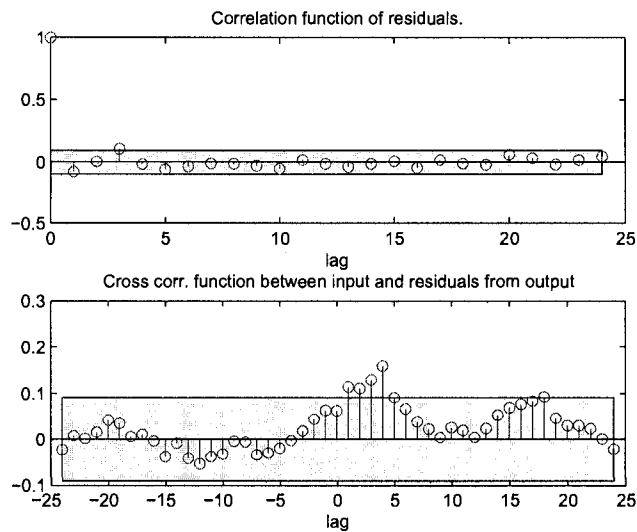 Correlation function of residuals.
1
0.5
0
−0.5
0 5 10 15 20 25
lag
Cross corr. function between input and residuals from output
0.3
0.2
0.1
0
−0.1
−25 −20 −15 −10 −5 0 5 10 15 20 25
lag